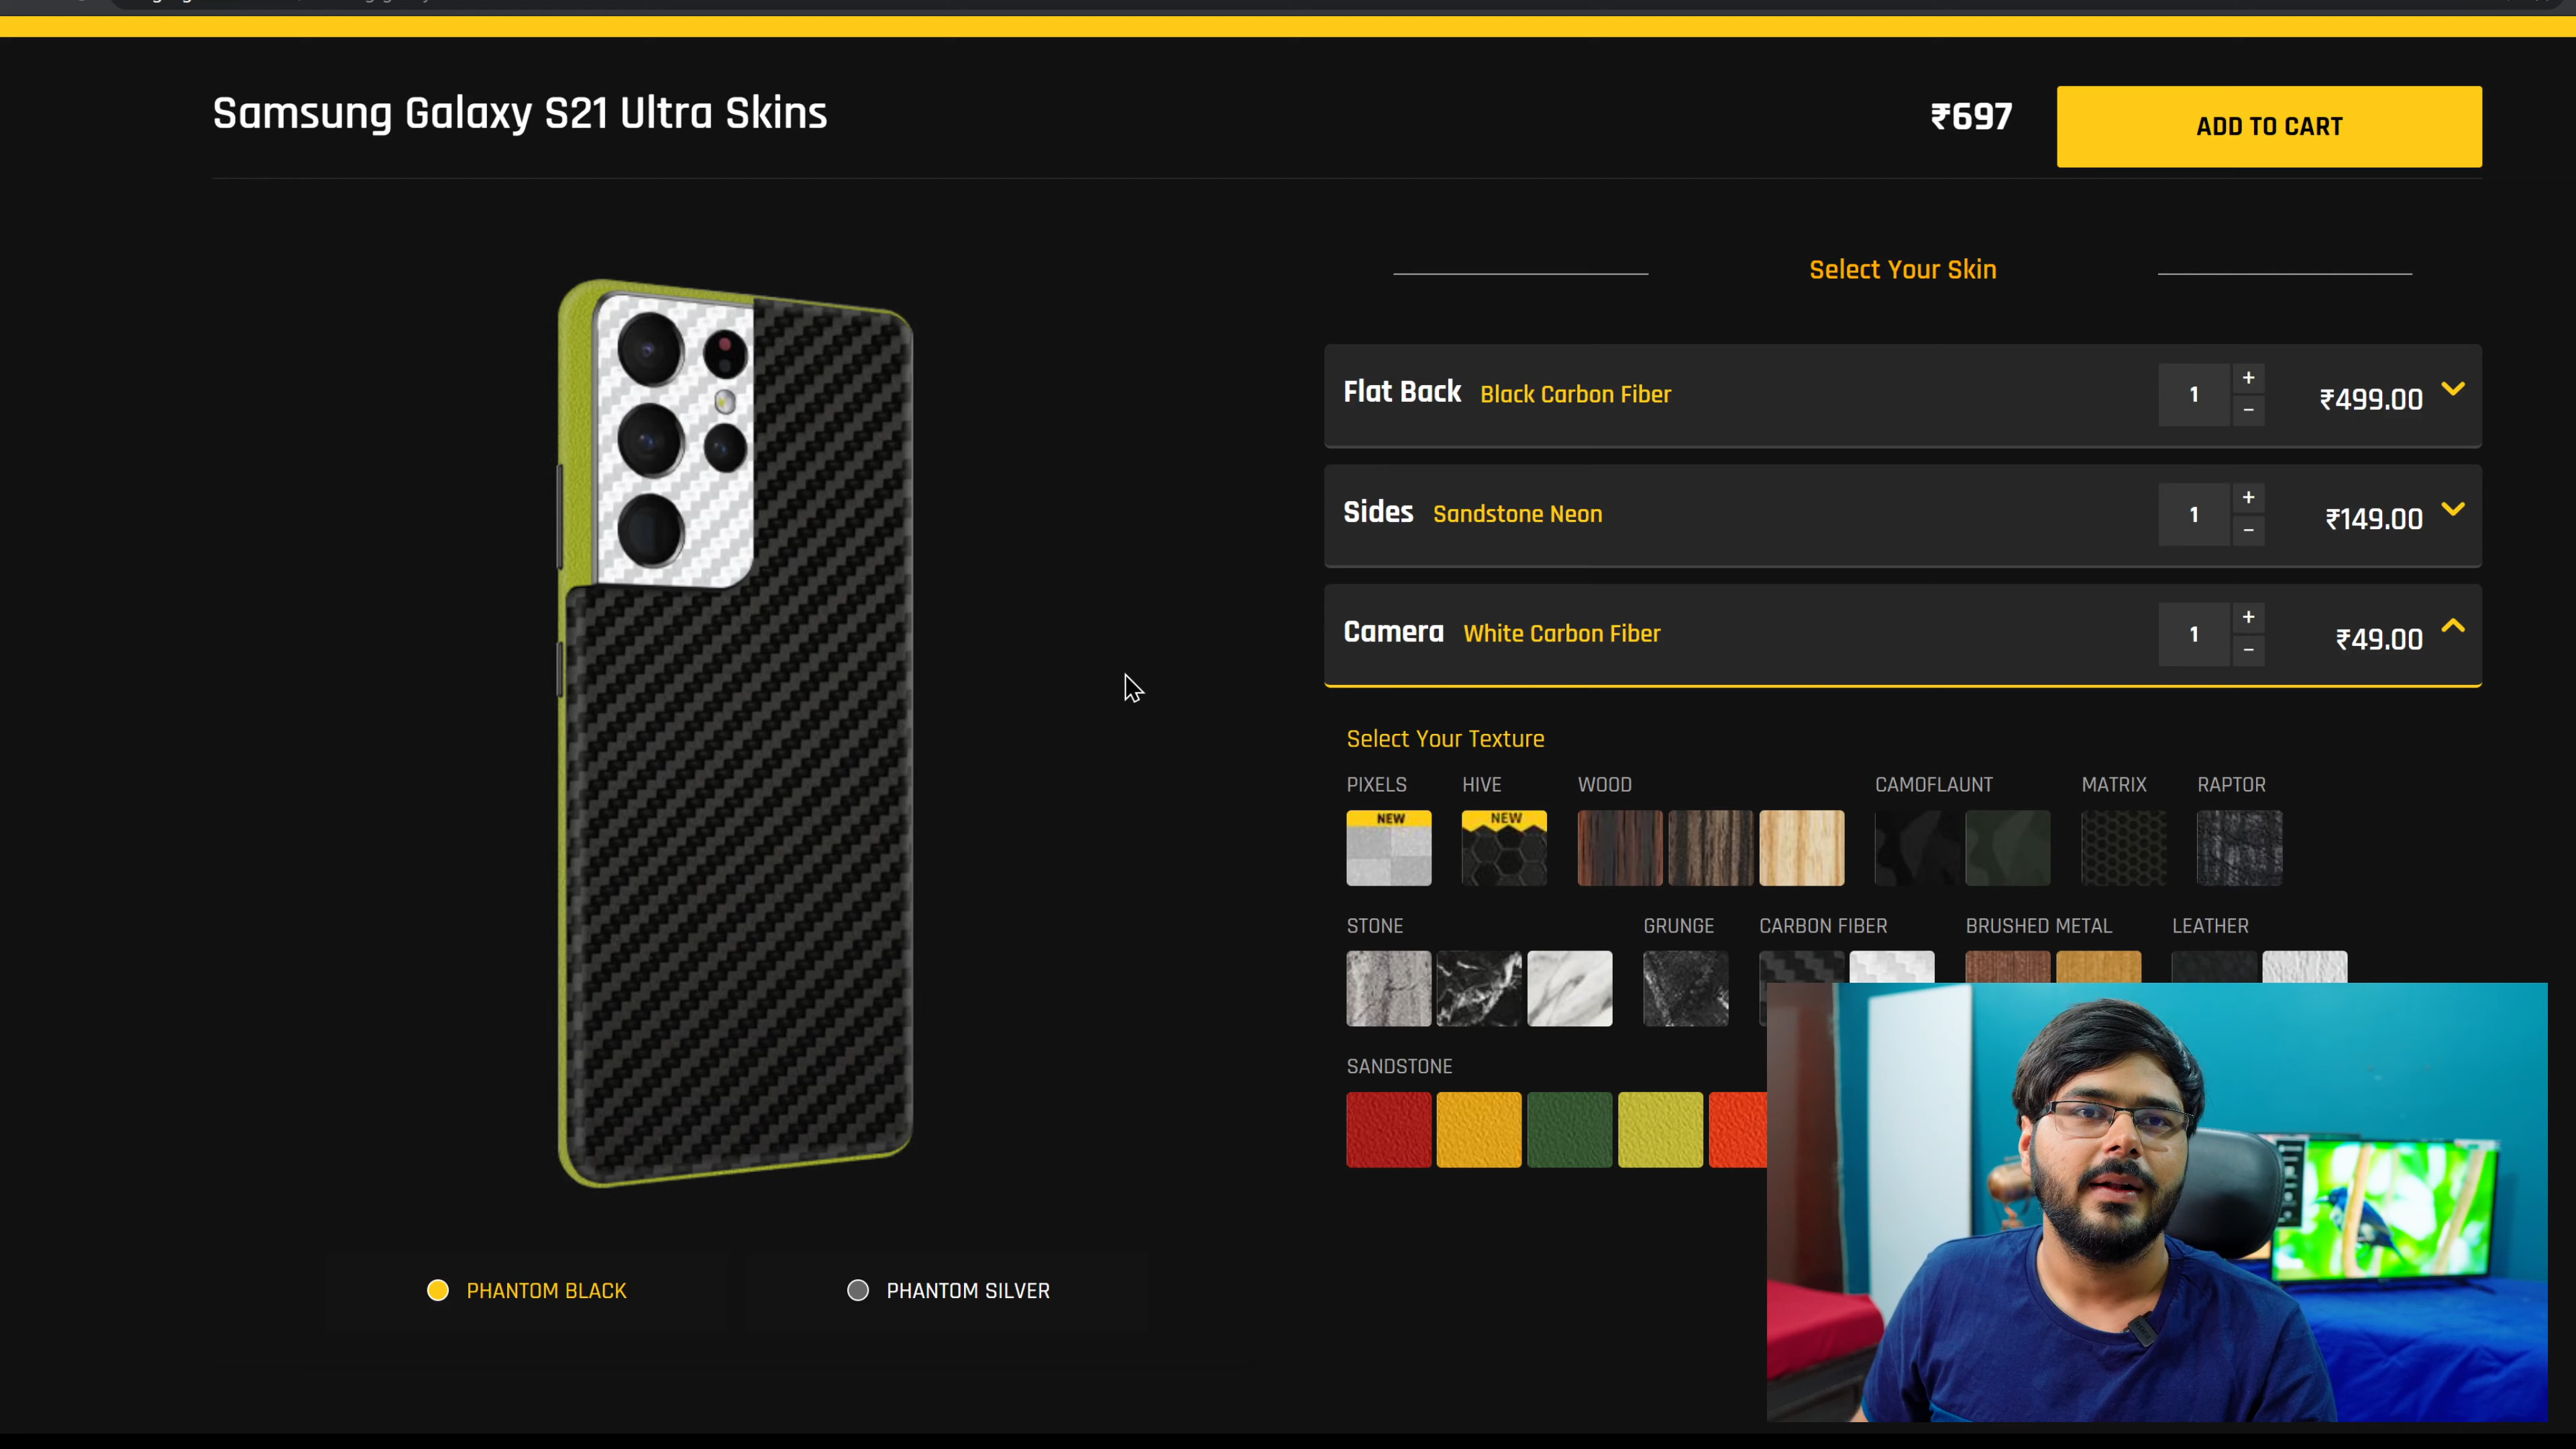 Samsung Galaxy S21 Ultra Skins
₹697
ADD TO CART
Select Your Skin
Flat Back Black Carbon Fiber 1 + − ₹499.00
Sides Sandstone Neon 1 + − ₹149.00
Camera White Carbon Fiber 1 + − ₹49.00
Select Your Texture
PIXELS HIVE WOOD CAMOFLAUNT MATRIX RAPTOR
NEW NEW
STONE GRUNGE CARBON FIBER BRUSHED METAL LEATHER
SANDSTONE
PHANTOM BLACK PHANTOM SILVER